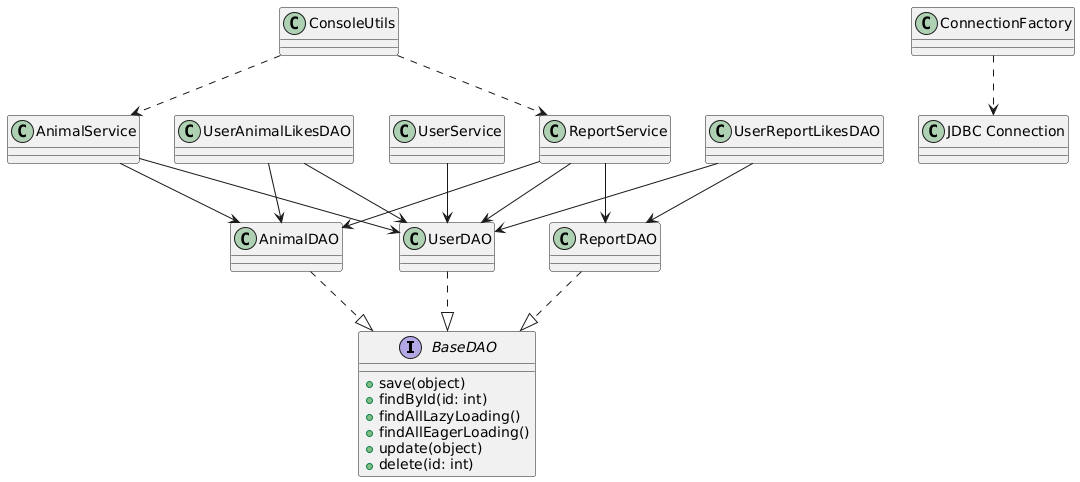 C ConsoleUtils
C ConnectionFactory
C AnimalService
C UserAnimalLikesDAO
C UserService
C ReportService
C UserReportLikesDAO
C JDBC Connection
C AnimalDAO
C UserDAO
C ReportDAO
I BaseDAO
save(object)
findById(id: int)
findAllLazyLoading()
findAllEagerLoading()
update(object)
delete(id: int)